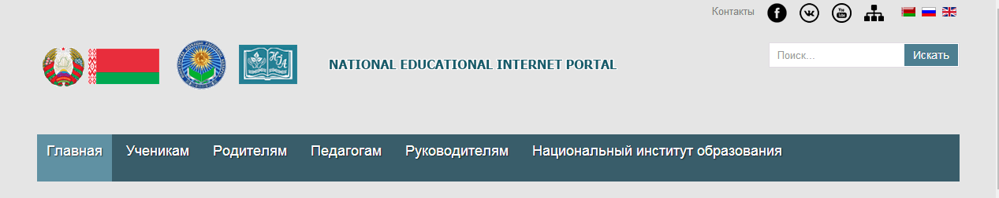 Контакты
NATIONAL EDUCATIONAL INTERNET PORTAL
Поиск...
Искать
Главная
Ученикам
Родителям
Педагогам
Руководителям
Национальный институт образования